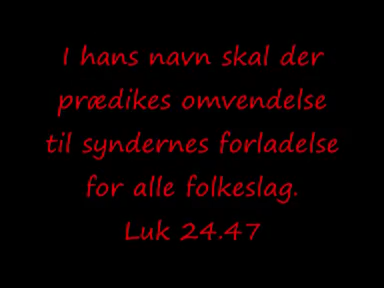 I hans navn skal der
prædikes omvendelse
til syndernes forladelse
for alle folkeslag.
Luk 24.47